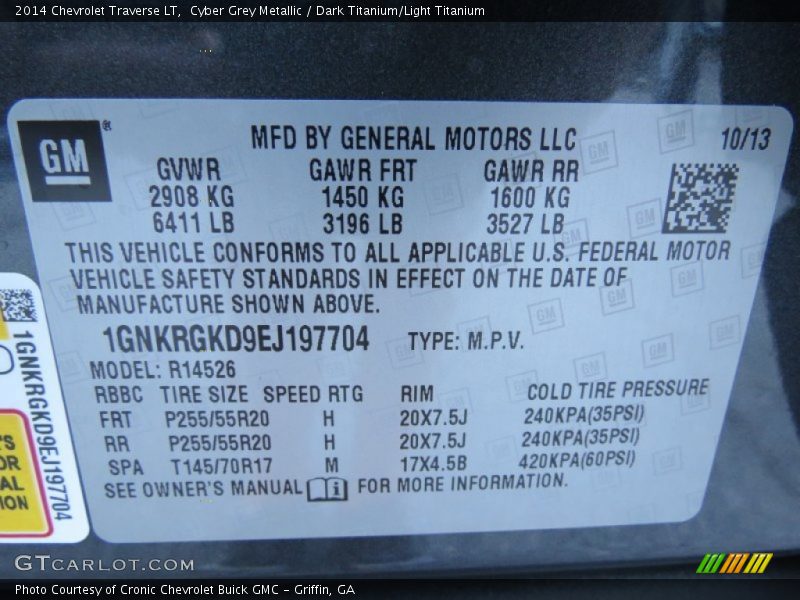 2014 Chevrolet Traverse LT,  Cyber Grey Metallic / Dark Titanium/Light Titanium
GM®
MFD BY GENERAL MOTORS LLC 10/13
GVWR GAWR FRT GAWR RR
2908 KG 1450 KG 1600 KG
6411 LB 3196 LB 3527 LB
THIS VEHICLE CONFORMS TO ALL APPLICABLE U.S. FEDERAL MOTOR
VEHICLE SAFETY STANDARDS IN EFFECT ON THE DATE OF
MANUFACTURE SHOWN ABOVE.
1GNKRGKD9EJ197704 TYPE: M.P.V.
MODEL: R14526
RBBC TIRE SIZE SPEED RTG RIM COLD TIRE PRESSURE
FRT P255/55R20 H 20X7.5J 240KPA(35PSI)
RR P255/55R20 H 20X7.5J 240KPA(35PSI)
SPA T145/70R17 M 17X4.5B 420KPA(60PSI)
SEE OWNER'S MANUAL i FOR MORE INFORMATION.
1GNKRGKD9EJ197704
'S
OR
AL
ION
GTCARLOT.COM
Photo Courtesy of Cronic Chevrolet Buick GMC – Griffin, GA